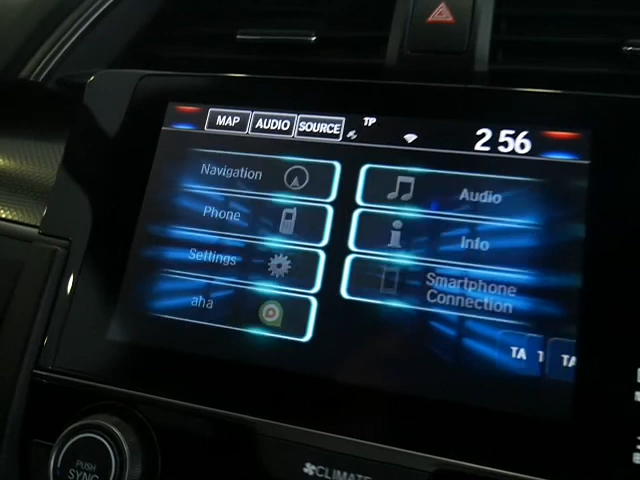 MAP AUDIO SOURCE TP 2 56
Navigation
Audio
Phone
Info
Settings
Smartphone
Connection
aha
TA TA
PUSH
SYNC
CLIMATE